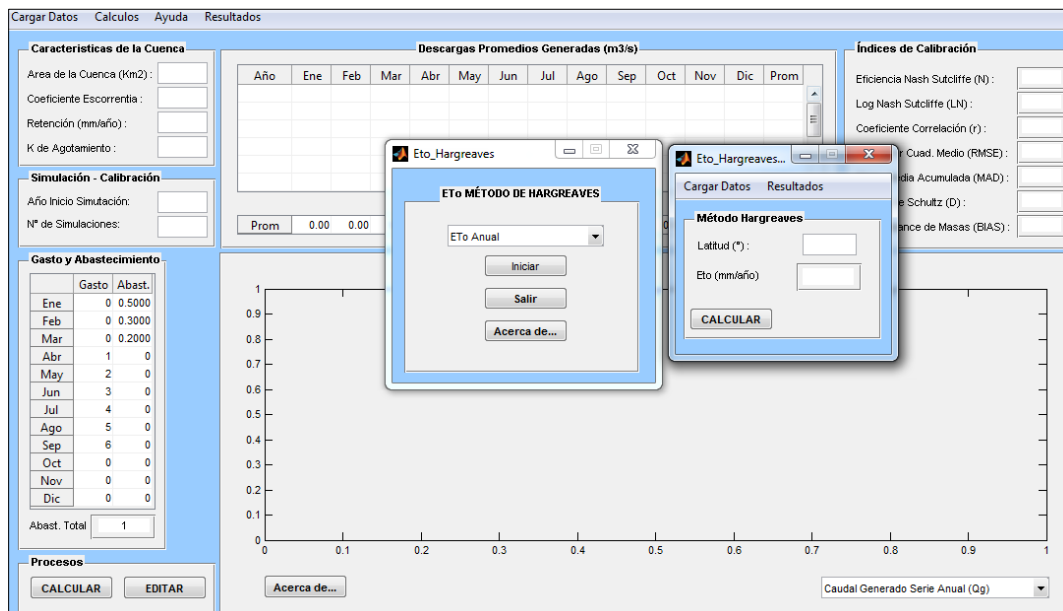 Cargar Datos Calculos Ayuda Resultados
Caracteristicas de la Cuenca
Area de la Cuenca (Km2) :
Coeficiente Escorrentia :
Retención (mm/año) :
K de Agotamiento :
Simulación - Calibración
Año Inicio Simutación:
N° de Simulaciones:
Gasto y Abastecimiento
Gasto Abast.
Ene 0 0.5000
Feb 0 0.3000
Mar 0 0.2000
Abr 1 0
May 2 0
Jun 3 0
Jul 4 0
Ago 5 0
Sep 6 0
Oct 0 0
Nov 0 0
Dic 0 0
Abast. Total 1
Procesos
CALCULAR EDITAR
Descargas Promedios Generadas (m3/s)
Año Ene Feb Mar Abr May Jun Jul Ago Sep Oct Nov Dic Prom
Prom 0.00 0.00
Eto_Hargreaves
ETo MÉTODO DE HARGREAVES
ETo Anual
Iniciar
Salir
Acerca de...
Eto_Hargreaves...
Cargar Datos Resultados
Método Hargreaves
Latitud (°) :
Eto (mm/año)
CALCULAR
Índices de Calibración
Eficiencia Nash Sutcliffe (N) :
Log Nash Sutcliffe (LN) :
Coeficiente Correlación (r) :
r Cuad. Medio (RMSE) :
dia Acumulada (MAD) :
e Schultz (D) :
ance de Masas (BIAS) :
1
0.9
0.8
0.7
0.6
0.5
0.4
0.3
0.2
0.1
0
0 0.1 0.2 0.3 0.4 0.5 0.6 0.7 0.8 0.9 1
Acerca de...
Caudal Generado Serie Anual (Qg)